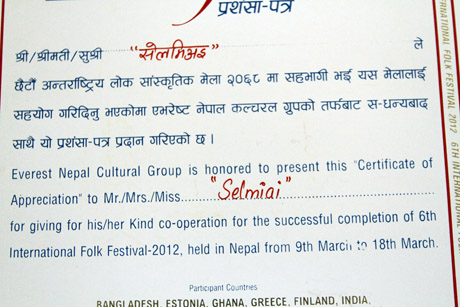 प्रशंसा-पत्र
श्री/श्रीमती/सुश्री "सेलमिअइ" ले
छैटौं अन्तर्राष्ट्रिय लोक सांस्कृतिक मेला २०६८ मा सहभागी भई यस मेलालाई
सहयोग गरिदिनु भएकोमा एभरेष्ट नेपाल कल्चरल ग्रुपको तर्फबाट स-धन्यबाद
साथै यो प्रशंसा-पत्र प्रदान गरिएको छ ।
Everest Nepal Cultural Group is honored to present this "Certificate of
Appreciation" to Mr./Mrs./Miss...."Selmiai"....
for giving for his/her Kind co-operation for the successful completion of 6th
International Folk Festival-2012, held in Nepal from 9th March to 18th March.
Participant Countries
BANGLADESH, ESTONIA, GHANA, GREECE, FINLAND, INDIA,
INTERNATIONAL FOLK FESTIVAL 2012 6TH INTERNATIONAL